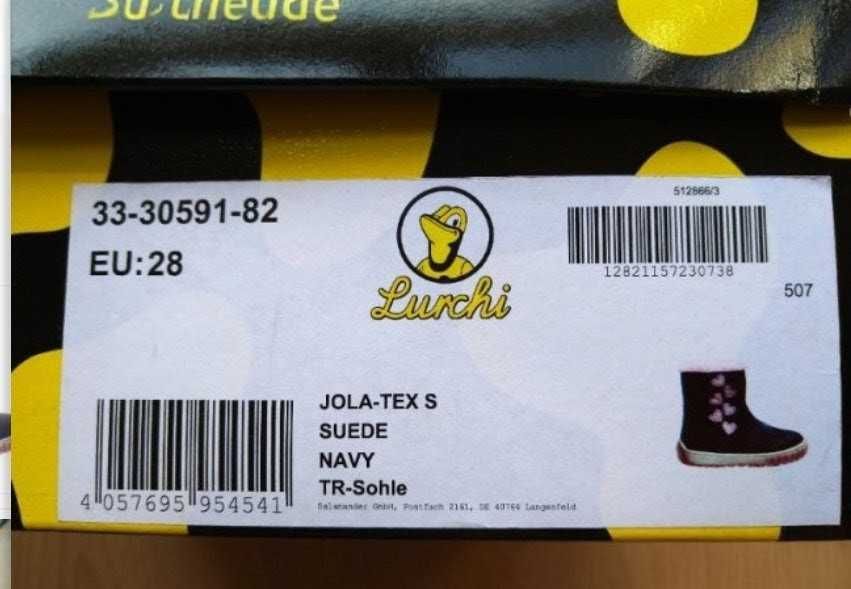 33-30591-82
EU:28
Lurchi
512866/3
12821157230738
507
JOLA-TEX S
SUEDE
NAVY
TR-Sohle
Salamander GmbH, Postfach 2161, DE 40764 Langenfeld
4 057695 954541